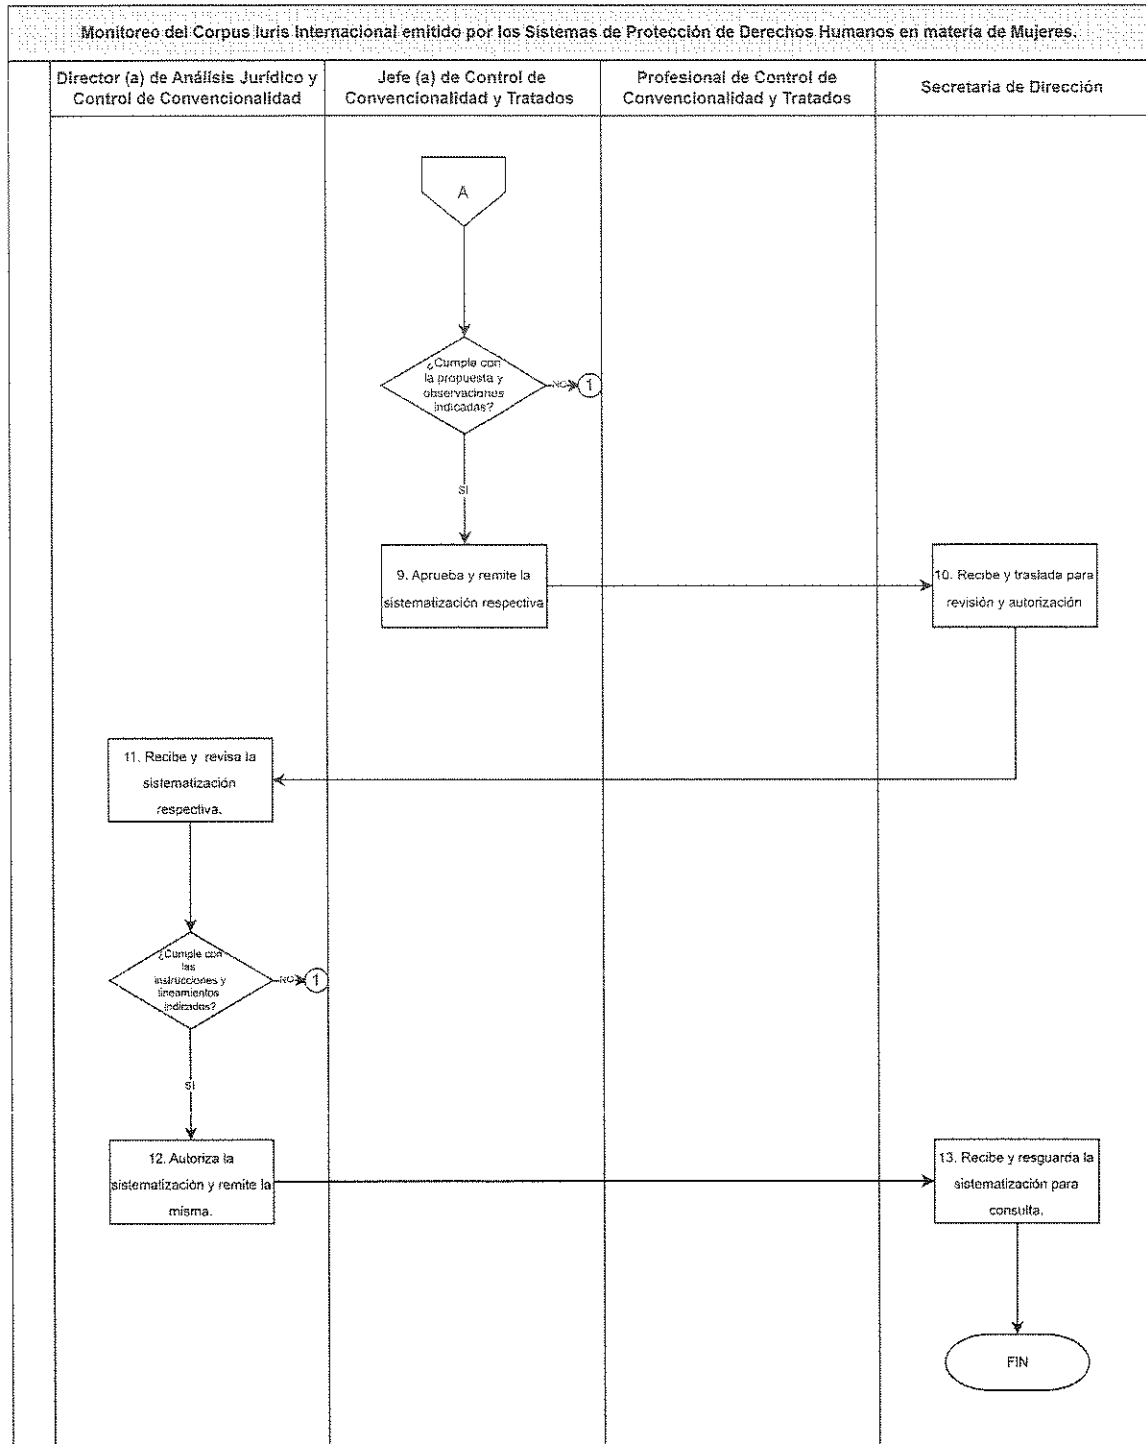 Monitoreo del Corpus Iuris Internacional emitido por los Sistemas de Protección de Derechos Humanos en materia de Mujeres.
Director (a) de Análisis Jurídico y
Control de Convencionalidad
Jefe (a) de Control de
Convencionalidad y Tratados
Profesional de Control de
Convencionalidad y Tratados
Secretaria de Dirección
A
¿Cumple con
la propuesta y
observaciones
indicadas?
NO
1
SI
9. Aprueba y remite la
sistematización respectiva
10. Recibe y traslada para
revisión y autorización
11. Recibe y revisa la
sistematización
respectiva.
¿Cumple con
las
instrucciones y
lineamientos
indicados?
NO
1
SI
12. Autoriza la
sistematización y remite la
misma.
13. Recibe y resguarda la
sistematización para
consulta.
FIN